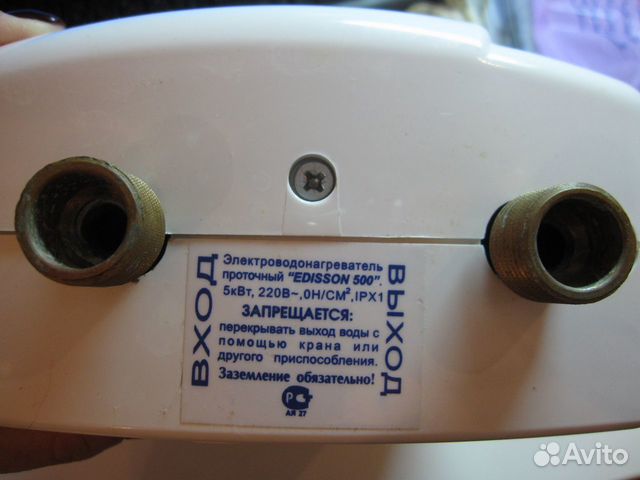 ВХОД
Электроводонагреватель
проточный "EDISSON 500".
5кВт, 220В~,0Н/СМ²,IPX1
ЗАПРЕЩАЕТСЯ:
перекрывать выход воды с
помощью крана или
другого приспособления.
Заземление обязательно!
АЯ 27
ВЫХОД
Avito